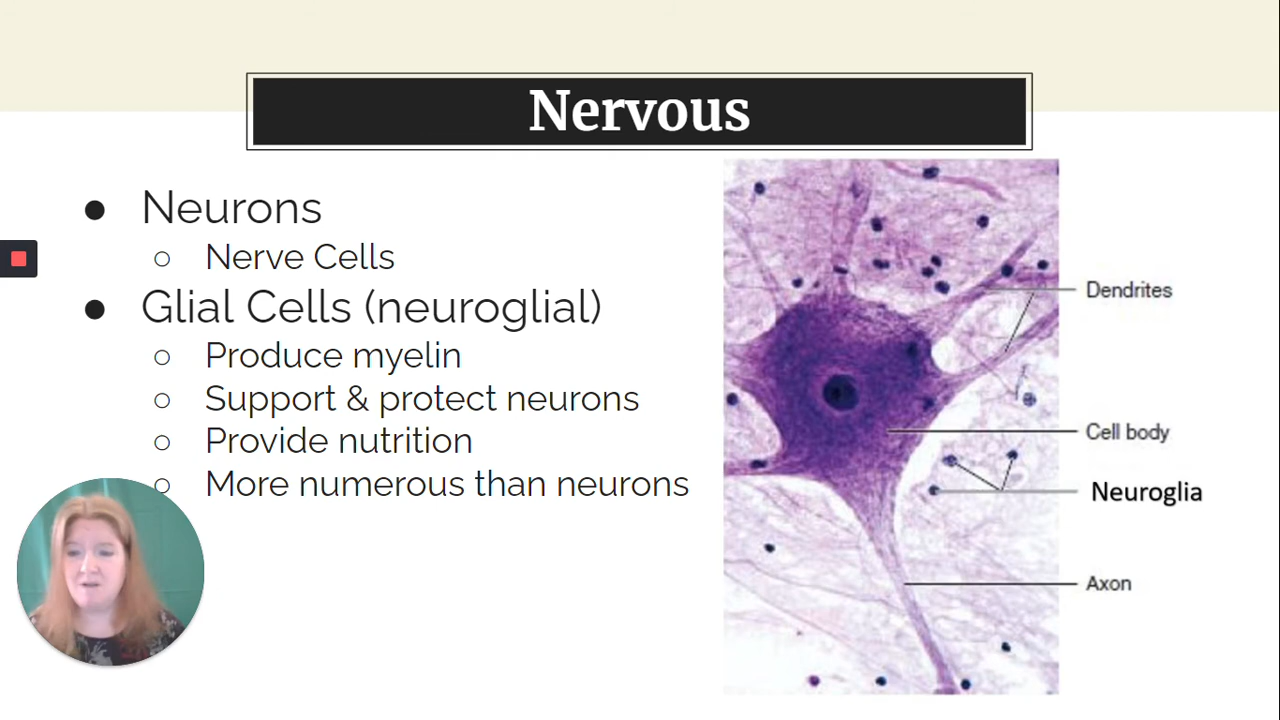 Nervous
Neurons
Nerve Cells
Glial Cells (neuroglial)
Produce myelin
Support & protect neurons
Provide nutrition
More numerous than neurons
Dendrites
Cell body
Neuroglia
Axon